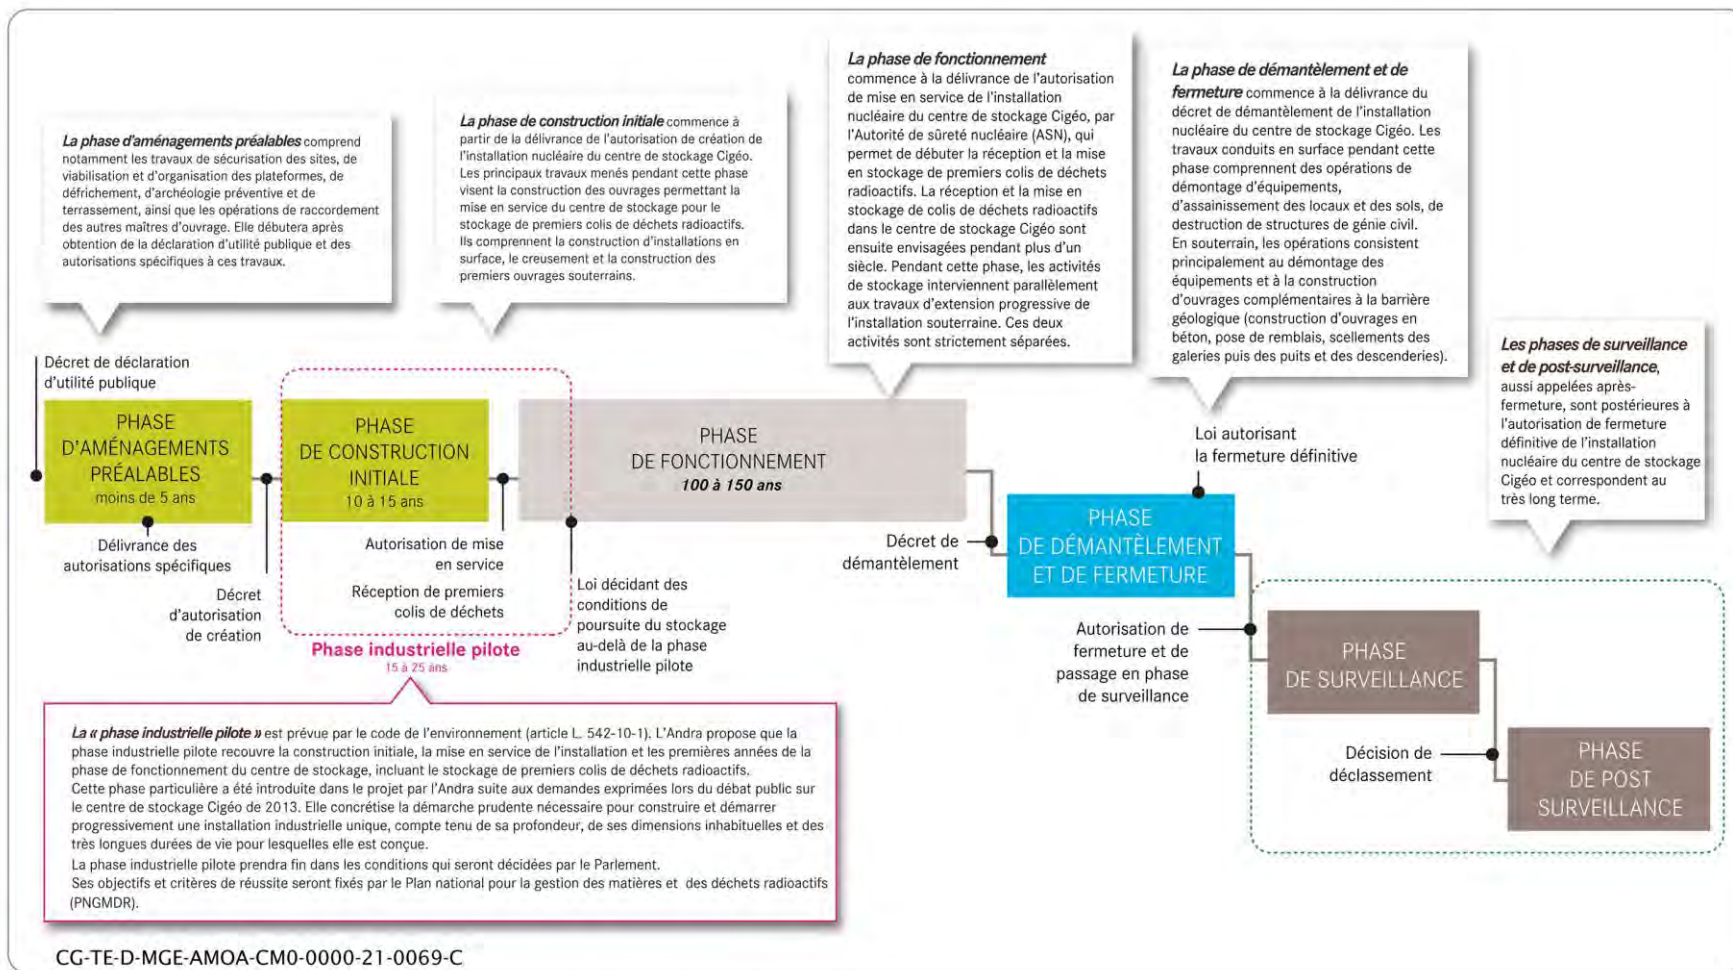 La phase d'aménagements préalables comprend
notamment les travaux de sécurisation des sites, de
viabilisation et d'organisation des plateformes, de
défrichement, d'archéologie préventive et de
terrassement, ainsi que les opérations de raccordement
des autres maîtres d'ouvrage. Elle débutera après
obtention de la déclaration d'utilité publique et des
autorisations spécifiques à ces travaux.
La phase de construction initiale commence à
partir de la délivrance de l'autorisation de création de
l'installation nucléaire du centre de stockage Cigéo.
Les principaux travaux menés pendant cette phase
visent la construction des ouvrages permettant la
mise en service du centre de stockage pour le
stockage de premiers colis de déchets radioactifs.
Ils comprennent la construction d'installations en
surface, le creusement et la construction des
premiers ouvrages souterrains.
La phase de fonctionnement
commence à la délivrance de l'autorisation
de mise en service de l'installation
nucléaire du centre de stockage Cigéo, par
l'Autorité de sûreté nucléaire (ASN), qui
permet de débuter la réception et la mise
en stockage de premiers colis de déchets
radioactifs. La réception et la mise en
stockage de colis de déchets radioactifs
dans le centre de stockage Cigéo sont
ensuite envisagées pendant plus d'un
siècle. Pendant cette phase, les activités
de stockage interviennent parallèlement
aux travaux d'extension progressive de
l'installation souterraine. Ces deux
activités sont strictement séparées.
La phase de démantèlement et de
fermeture commence à la délivrance du
décret de démantèlement de l'installation
nucléaire du centre de stockage Cigéo. Les
travaux conduits en surface pendant cette
phase comprennent des opérations de
démontage d'équipements,
d'assainissement des locaux et des sols, de
destruction de structures de génie civil.
En souterrain, les opérations consistent
principalement au démontage des
équipements et à la construction
d'ouvrages complémentaires à la barrière
géologique (construction d'ouvrages en
béton, pose de remblais, scellements des
galeries puis des puits et des descenderies).
Les phases de surveillance
et de post-surveillance,
aussi appelées après-
fermeture, sont postérieures à
l'autorisation de fermeture
définitive de l'installation
nucléaire du centre de stockage
Cigéo et correspondent au
très long terme.
Décret de déclaration
d'utilité publique
PHASE
D'AMÉNAGEMENTS
PRÉALABLES
moins de 5 ans
PHASE
DE CONSTRUCTION
INITIALE
10 à 15 ans
PHASE
DE FONCTIONNEMENT
100 à 150 ans
Loi autorisant
la fermeture définitive
Délivrance des
autorisations spécifiques
Décret
d'autorisation
de création
Autorisation de mise
en service
Réception de premiers
colis de déchets
Loi décidant des
conditions de
poursuite du stockage
au-delà de la phase
industrielle pilote
Décret de
démantèlement
PHASE
DE DÉMANTÈLEMENT
ET DE FERMETURE
Phase industrielle pilote
15 à 25 ans
Autorisation de
fermeture et de
passage en phase
de surveillance
PHASE
DE SURVEILLANCE
Décision de
déclassement
PHASE
DE POST
SURVEILLANCE
La « phase industrielle pilote » est prévue par le code de l'environnement (article L. 542-10-1). L'Andra propose que la
phase industrielle pilote recouvre la construction initiale, la mise en service de l'installation et les premières années de la
phase de fonctionnement du centre de stockage, incluant le stockage de premiers colis de déchets radioactifs.
Cette phase particulière a été introduite dans le projet par l'Andra suite aux demandes exprimées lors du débat public sur
le centre de stockage Cigéo de 2013. Elle concrétise la démarche prudente nécessaire pour construire et démarrer
progressivement une installation industrielle unique, compte tenu de sa profondeur, de ses dimensions inhabituelles et des
très longues durées de vie pour lesquelles elle est conçue.
La phase industrielle pilote prendra fin dans les conditions qui seront décidées par le Parlement.
Ses objectifs et critères de réussite seront fixés par le Plan national pour la gestion des matières et des déchets radioactifs
(PNGMDR).
CG-TE-D-MGE-AMOA-CM0-0000-21-0069-C